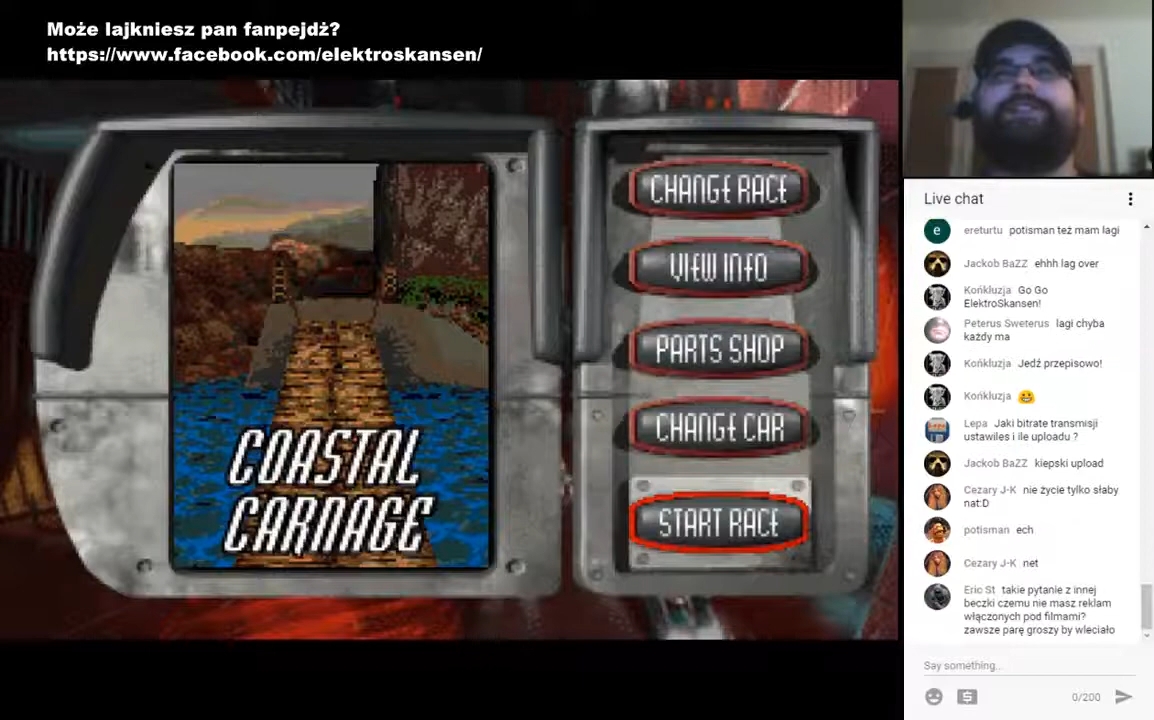 Może lajkniesz pan fanpejdż?
https://www.facebook.com/elektroskansen/
CHANGE RACE
VIEW INFO
PARTS SHOP
CHANGE CAR
START RACE
COASTAL
CARNAGE
Live chat
e ereturtu potisman też mam lagi
Jackob BaZZ ehhh lag over
Końkłuzja Go Go
ElektroSkansen!
Peterus Sweterus lagi chyba
każdy ma
Końkłuzja Jedź przepisowo!
Końkłuzja 😀
Lepa Jaki bitrate transmisji
ustawiles i ile uploadu ?
Jackob BaZZ kiepski upload
Cezary J-K nie życie tylko słaby
nat:D
potisman ech
Cezary J-K net
Eric St takie pytanie z innej
beczki czemu nie masz reklam
włączonych pod filmami?
zawsze parę groszy by wleciało
Say something...
0/200